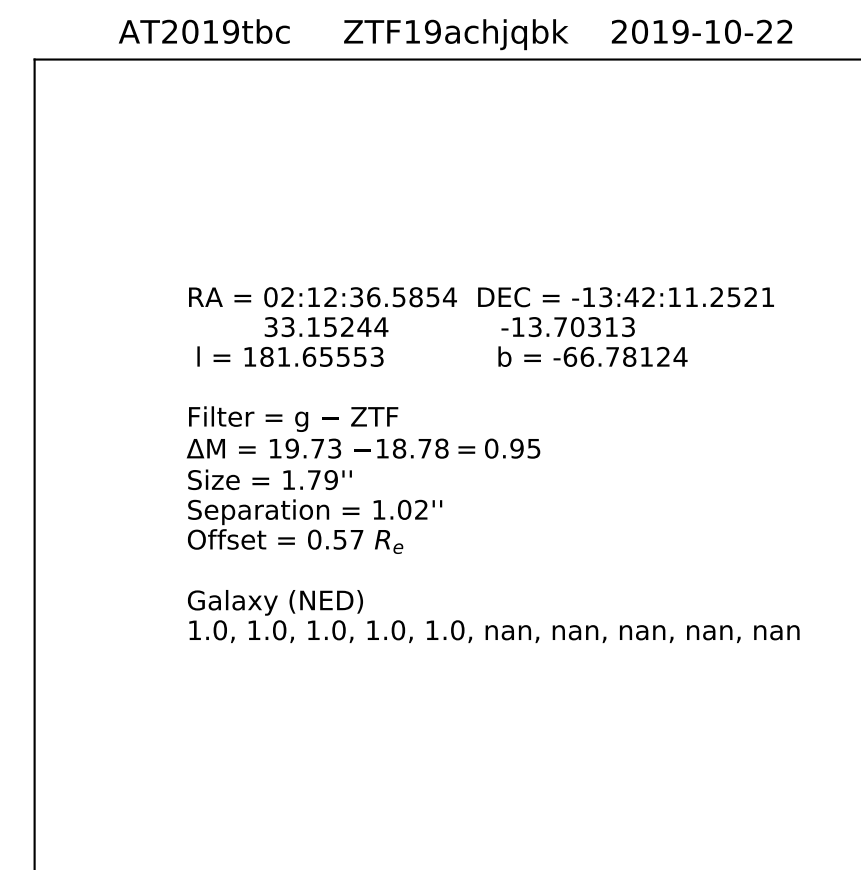 AT2019tbc ZTF19achjqbk 2019-10-22
RA = 02:12:36.5854 DEC = -13:42:11.2521
33.15244 -13.70313
l = 181.65553 b = -66.78124
Filter = g − ZTF
ΔM = 19.73 −18.78 = 0.95
Size = 1.79''
Separation = 1.02''
Offset = 0.57 Rₑ
Galaxy (NED)
1.0, 1.0, 1.0, 1.0, 1.0, nan, nan, nan, nan, nan